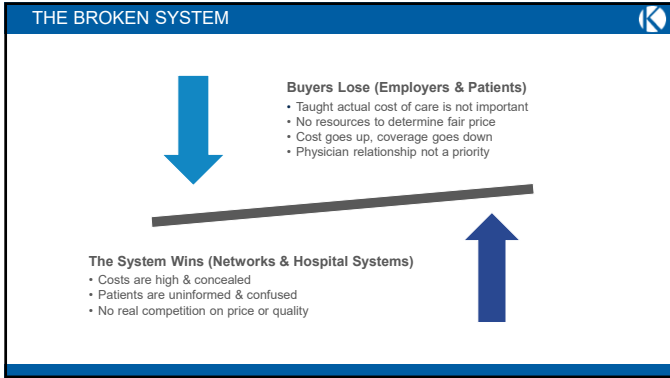 THE BROKEN SYSTEM
K
Buyers Lose (Employers & Patients)
• Taught actual cost of care is not important
• No resources to determine fair price
• Cost goes up, coverage goes down
• Physician relationship not a priority
The System Wins (Networks & Hospital Systems)
• Costs are high & concealed
• Patients are uninformed & confused
• No real competition on price or quality